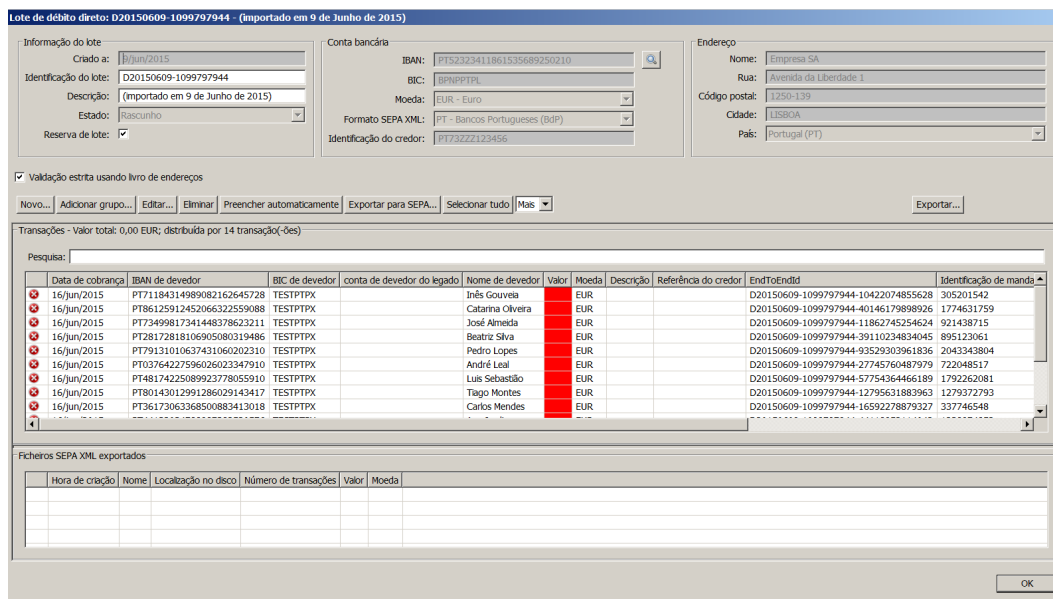 Lote de débito direto: D20150609-1099797944 - (importado em 9 de Junho de 2015)
Informação do lote
Criado a: 9/jun/2015
Identificação do lote: D20150609-1099797944
Descrição: (importado em 9 de Junho de 2015)
Estado: Rascunho
Reserva de lote:
Conta bancária
IBAN: PT52323411861535689250210
BIC: BPNPPTPL
Moeda: EUR - Euro
Formato SEPA XML: PT - Bancos Portugueses (BdP)
Identificação do credor: PT73ZZZ123456
Endereço
Nome: Empresa SA
Rua: Avenida da Liberdade 1
Código postal: 1250-139
Cidade: LISBOA
País: Portugal (PT)
Validação estrita usando livro de endereços
Novo... Adicionar grupo... Editar... Eliminar Preencher automaticamente Exportar para SEPA... Selecionar tudo Mais Exportar...
Transações - Valor total: 0,00 EUR; distribuída por 14 transação(-ões)
Pesquisa:
Data de cobrança IBAN de devedor BIC de devedor conta de devedor do legado Nome de devedor Valor Moeda Descrição Referência do credor EndToEndId Identificação de manda
16/jun/2015 PT71184314989082162645728 TESTPTPX Inês Gouveia EUR D20150609-1099797944-10422074855628 305201542
16/jun/2015 PT86125912452066322559088 TESTPTPX Catarina Oliveira EUR D20150609-1099797944-40146179898926 1774631759
16/jun/2015 PT73499817341448378623211 TESTPTPX José Almeida EUR D20150609-1099797944-11862745254624 921438715
16/jun/2015 PT28172818106905080319486 TESTPTPX Beatriz Silva EUR D20150609-1099797944-39110234834045 895123061
16/jun/2015 PT79131010637431060202310 TESTPTPX Pedro Lopes EUR D20150609-1099797944-93529303961836 2043343804
16/jun/2015 PT03764227596026023347910 TESTPTPX André Leal EUR D20150609-1099797944-27745760487979 722048517
16/jun/2015 PT48174225089923778055910 TESTPTPX Luis Sebastião EUR D20150609-1099797944-57754364466189 1792262081
16/jun/2015 PT80143012991286029143417 TESTPTPX Tiago Montes EUR D20150609-1099797944-12795631883963 1279372793
16/jun/2015 PT36173063368500883413018 TESTPTPX Carlos Mendes EUR D20150609-1099797944-16592278879327 337746548
Ficheiros SEPA XML exportados
Hora de criação Nome Localização no disco Número de transações Valor Moeda
OK